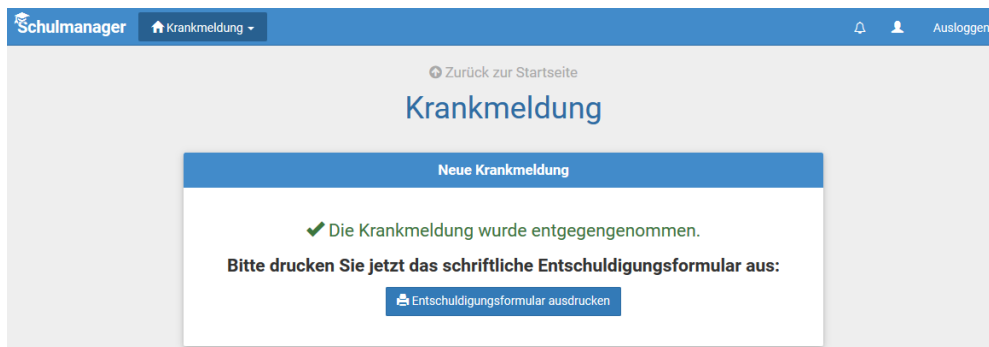 Schulmanager Krankmeldung Ausloggen
Zurück zur Startseite
Krankmeldung
Neue Krankmeldung
Die Krankmeldung wurde entgegengenommen.
Bitte drucken Sie jetzt das schriftliche Entschuldigungsformular aus:
Entschuldigungsformular ausdrucken